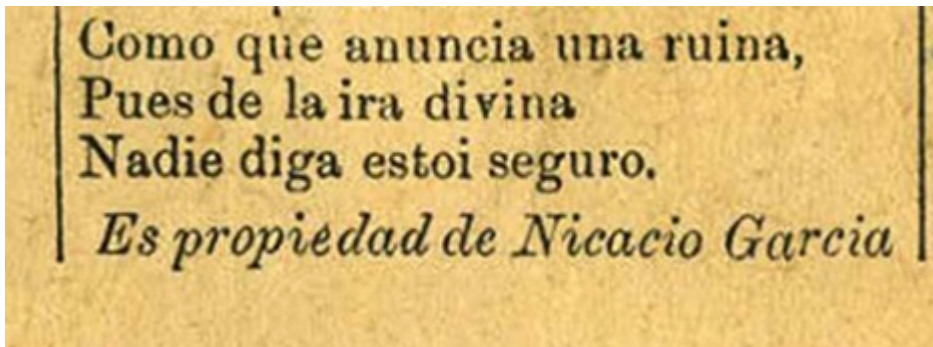 Como que anuncia una ruina,
Pues de la ira divina
Nadie diga estoi seguro.
Es propiedad de Nicacio Garcia